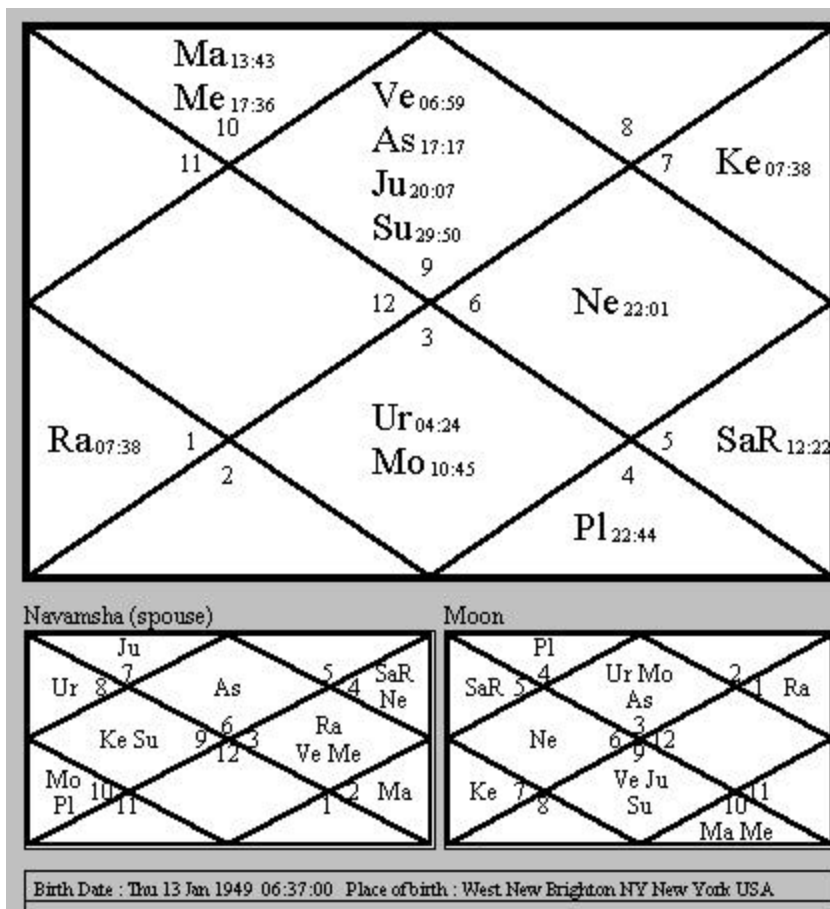 Ma 13:43
Me 17:36
10
11
Ve 06:59
As 17:17
Ju 20:07
Su 29:50
9
8
7
Ke 07:38
12
6
3
Ne 22:01
Ra 07:38
1
2
Ur 04:24
Mo 10:45
5
4
SaR 12:22
Pl 22:44
Navamsha (spouse)
Ju
7
Ur 8
As
5
4
SaR
Ne
Ke Su 9
6
3
12
Ra
Ve Me
Mo
Pl
10
11
2
1
Ma
Moon
Pl
4
SaR 5
Ur Mo
As
2
1
Ra
Ne 6
3
12
9
Ke 7
8
Ve Ju
Su
11
10
Ma Me
Birth Date : Thu 13 Jan 1949 06:37:00 Place of birth : West New Brighton NY New York USA